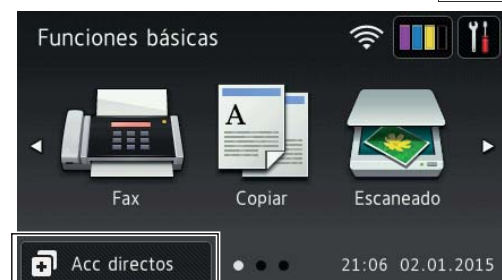 Funciones básicas
A
Fax
Copiar
Escaneado
Acc directos
21:06 02.01.2015